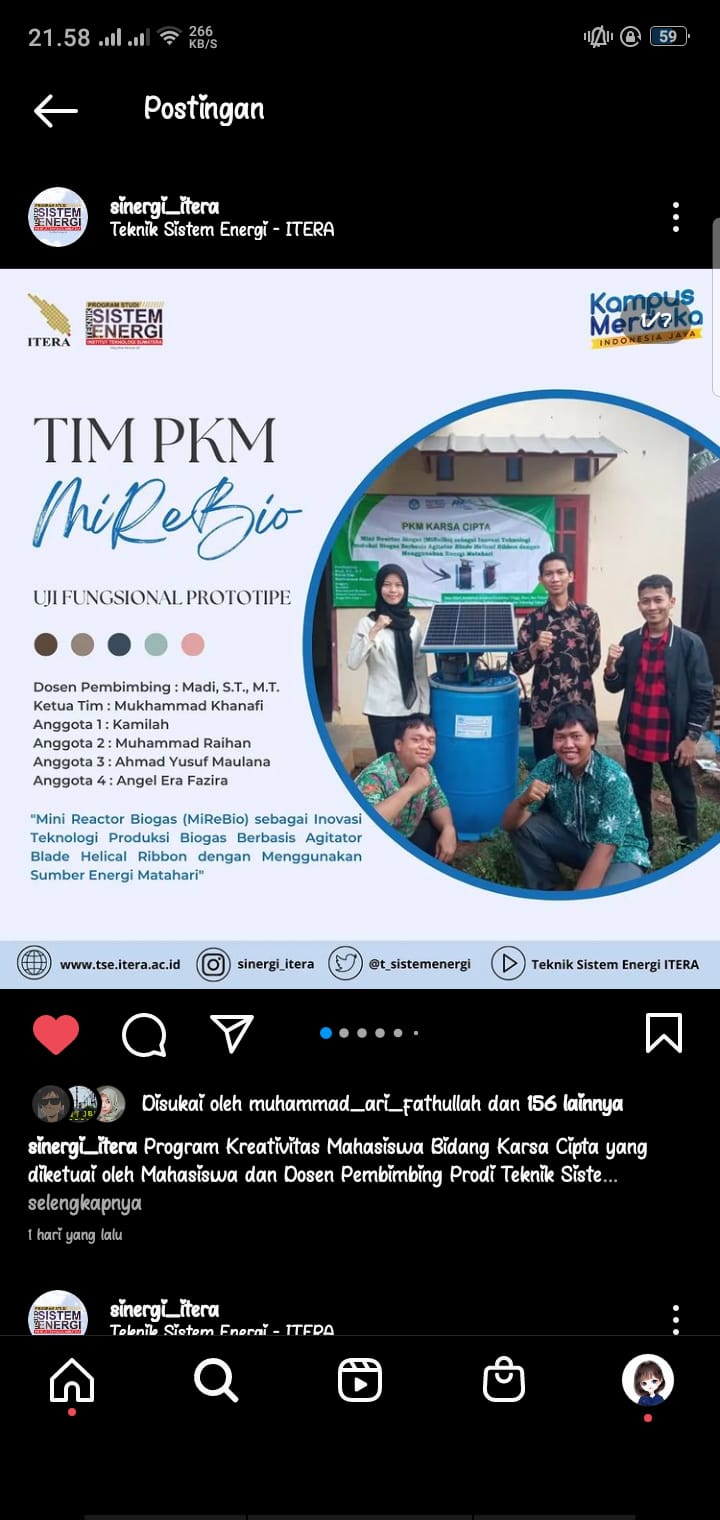 21.58
266
KB/S
59
Postingan
sinergi_itera
Teknik Sistem Energi - ITERA
ITERA
PROGRAM STUDI
TEKNIK
SISTEM
ENERGI
INSTITUT TEKNOLOGI SUMATERA
Kampus
Merdeka
INDONESIA JAYA
1/7
TIM PKM
MiReBio
UJI FUNGSIONAL PROTOTIPE
Dosen Pembimbing : Madi, S.T., M.T.
Ketua Tim : Mukhammad Khanafi
Anggota 1 : Kamilah
Anggota 2 : Muhammad Raihan
Anggota 3 : Ahmad Yusuf Maulana
Anggota 4 : Angel Era Fazira
"Mini Reactor Biogas (MiReBio) sebagai Inovasi
Teknologi Produksi Biogas Berbasis Agitator
Blade Helical Ribbon dengan Menggunakan
Sumber Energi Matahari"
PKM KARSA CIPTA
Mini Reaktor Biogas (MiReBio) sebagai Inovasi Teknologi
Produksi Biogas Berbasis Agitator Blade Helical Ribbon dengan
Menggunakan Energi Matahari
www.tse.itera.ac.id
sinergi_itera
@t_sistemenergi
Teknik Sistem Energi ITERA
Disukai oleh muhammad_ari_fathullah dan 156 lainnya
sinergi_itera Program Kreativitas Mahasiswa Bidang Karsa Cipta yang
diketuai oleh Mahasiswa dan Dosen Pembimbing Prodi Teknik Siste...
selengkapnya
1 hari yang lalu
SISTEM
ENERGI
sinergi_itera
Teknik Sistem Energi - ITERA